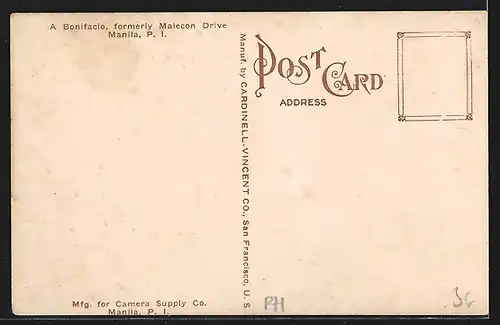 A Bonifacio, formerly Malecon Drive
Manila, P. I.
Manuf. by CARDINELL-VINCENT CO., San Francisco, U. S
POST CARD
ADDRESS
Mfg. for Camera Supply Co.
Manila, P. I.
PH